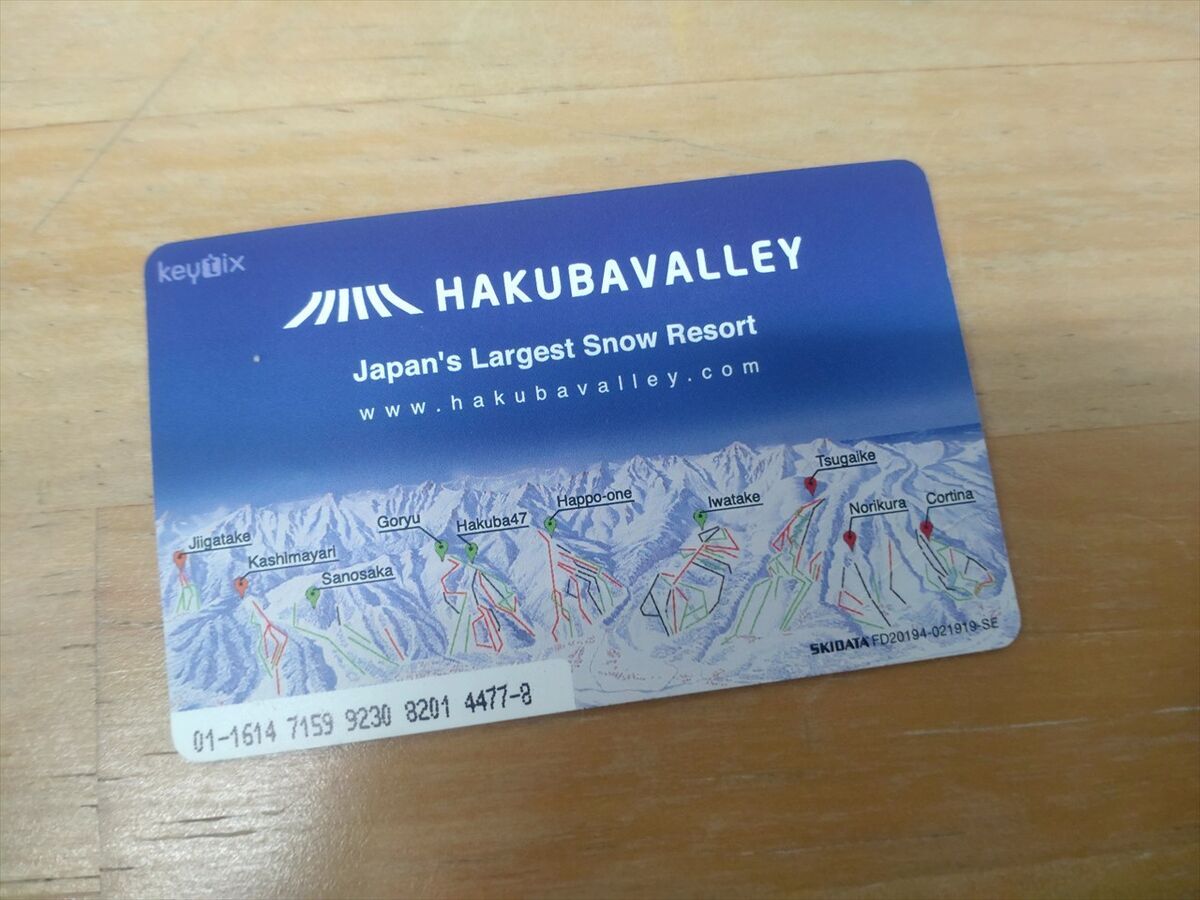 keytix
HAKUBAVALLEY
Japan's Largest Snow Resort
www.hakubavalley.com
Jiigatake
Kashimayari
Sanosaka
Goryu
Hakuba47
Happo-one
Iwatake
Tsugaike
Norikura
Cortina
SKIDATA FD20194-021919-SE
01-1614 7159 9230 8201 4477-8